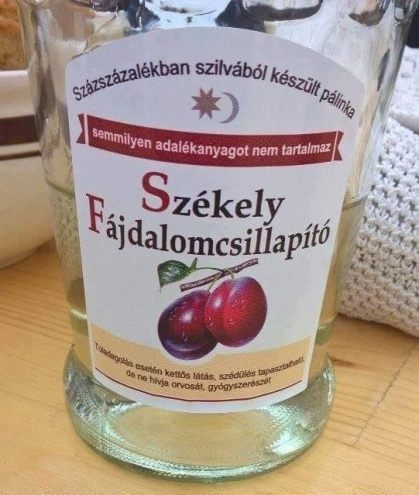 Százszázalékban szilvából készült pálinka
semmilyen adalékanyagot nem tartalmaz
Székely
Fájdalomcsillapító
Túladagolás esetén kettős látás, szédülés tapasztalható,
de ne hívja orvosát, gyógyszerészét